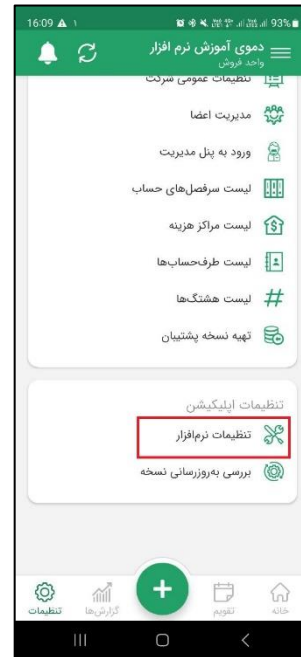 16:09 93%
دموی آموزش نرم افزار
واحد فروش
تنظیمات عمومی شرکت
مدیریت اعضا
ورود به پنل مدیریت
لیست سرفصل‌های حساب
لیست مراکز هزینه
لیست طرف‌حساب‌ها
لیست هشتگ‌ها
تهیه نسخه پشتیبان
تنظیمات اپلیکیشن
تنظیمات نرم‌افزار
بررسی به‌روزرسانی نسخه
خانه
تقویم
گزارش‌ها
تنظیمات